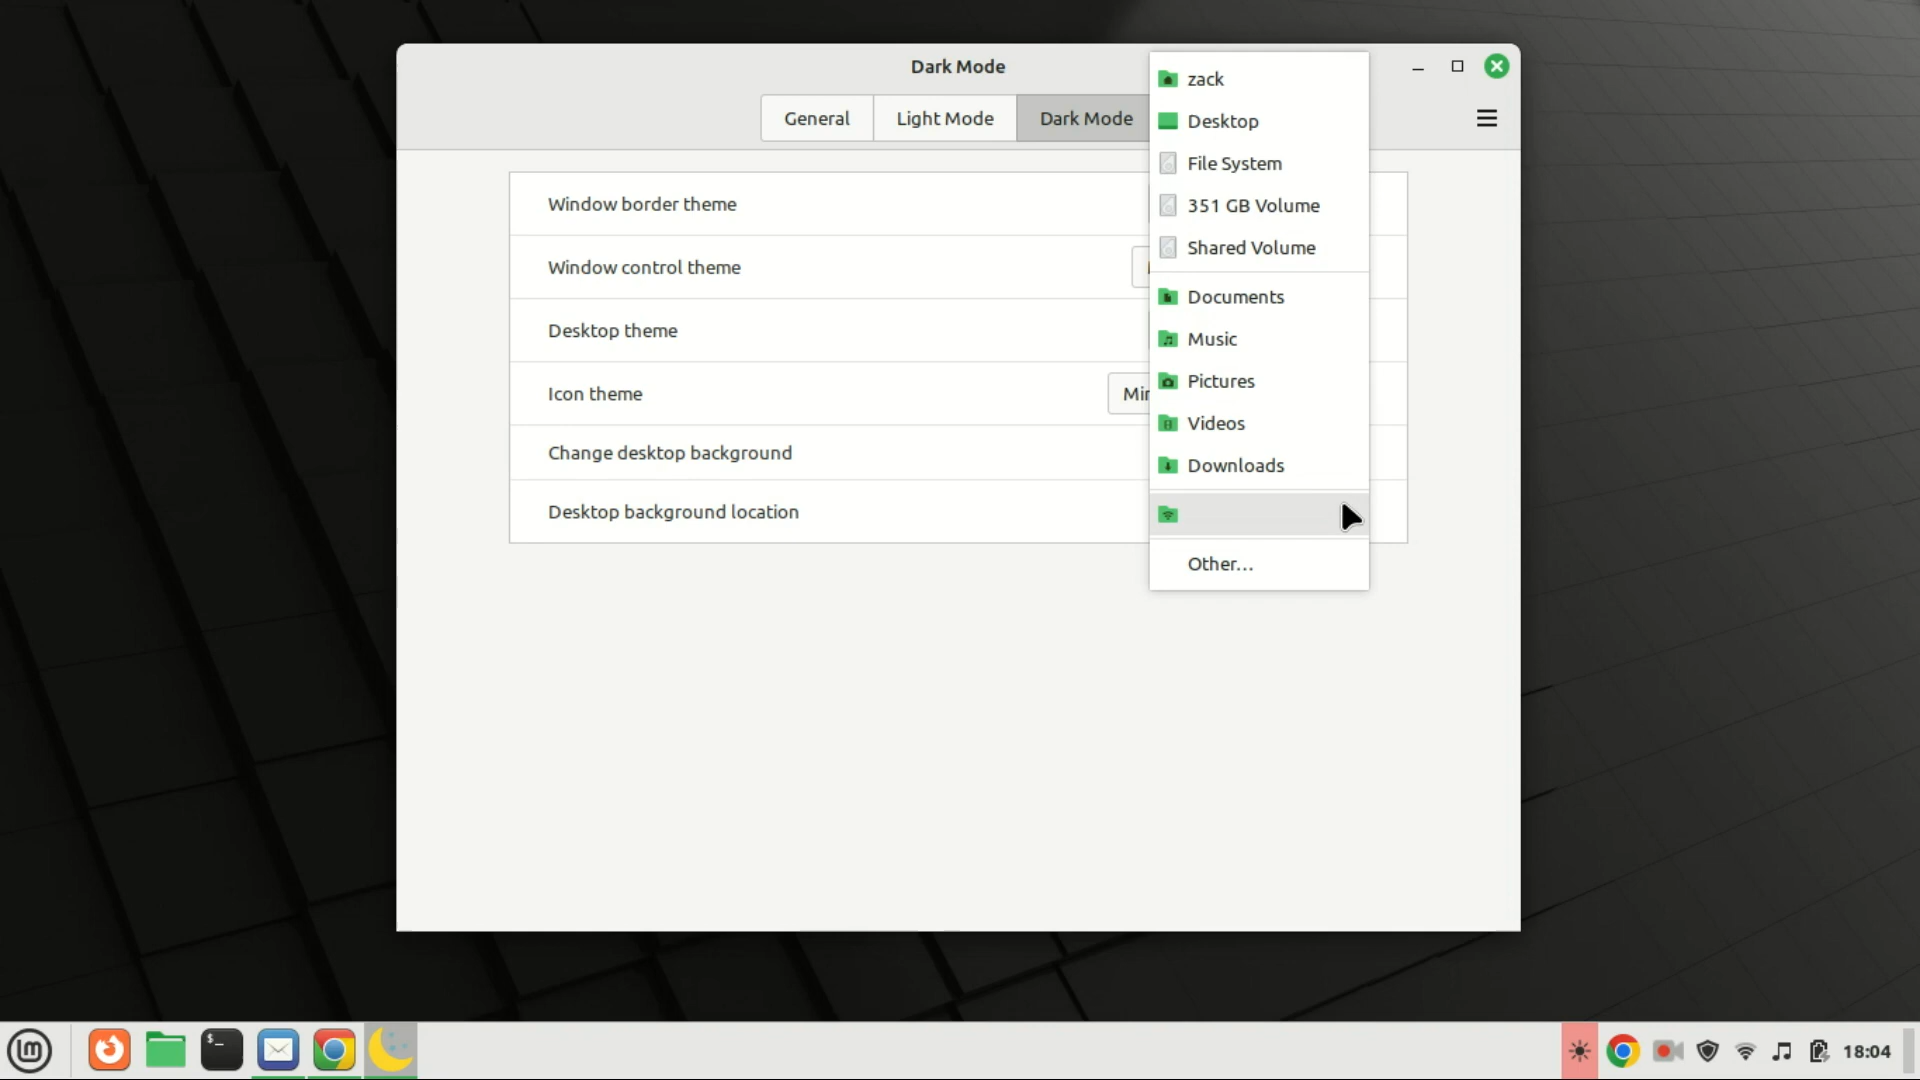 Dark Mode
General
Light Mode
Dark Mode
Window border theme
Window control theme
Desktop theme
Icon theme
Change desktop background
Desktop background location
zack
Desktop
File System
351 GB Volume
Shared Volume
Documents
Music
Pictures
Videos
Downloads
Other...
$_
18:04